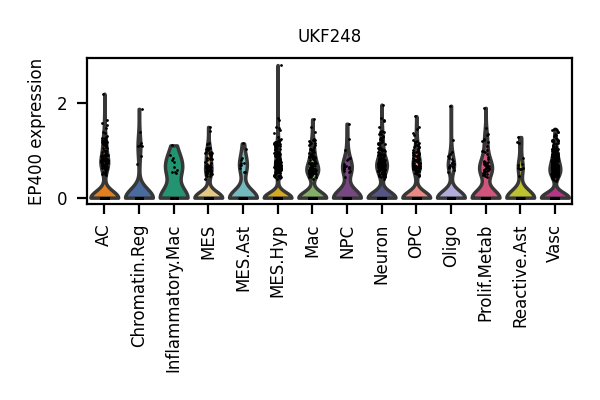 UKF248
EP400 expression
2
0
AC
Chromatin.Reg
Inflammatory.Mac
MES
MES.Ast
MES.Hyp
Mac
NPC
Neuron
OPC
Oligo
Prolif.Metab
Reactive.Ast
Vasc